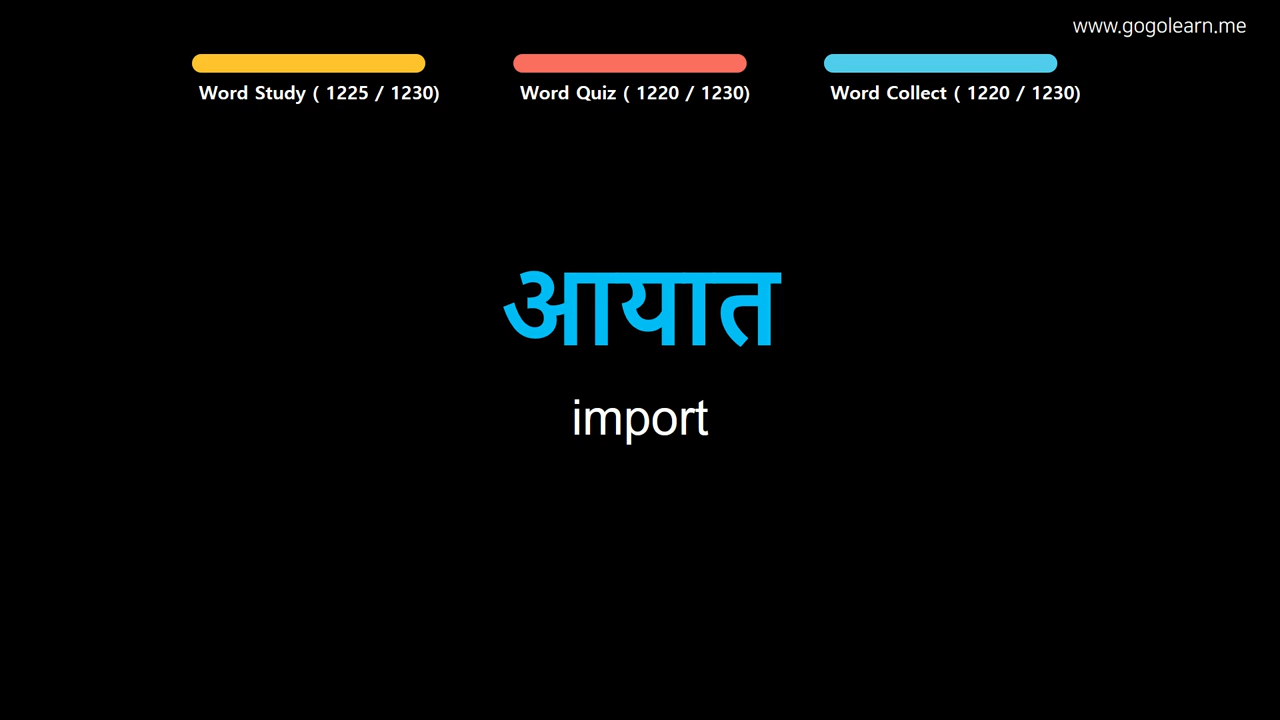 www.gogolearn.me
Word Study ( 1225 / 1230)
Word Quiz ( 1220 / 1230)
Word Collect ( 1220 / 1230)
आयात
import